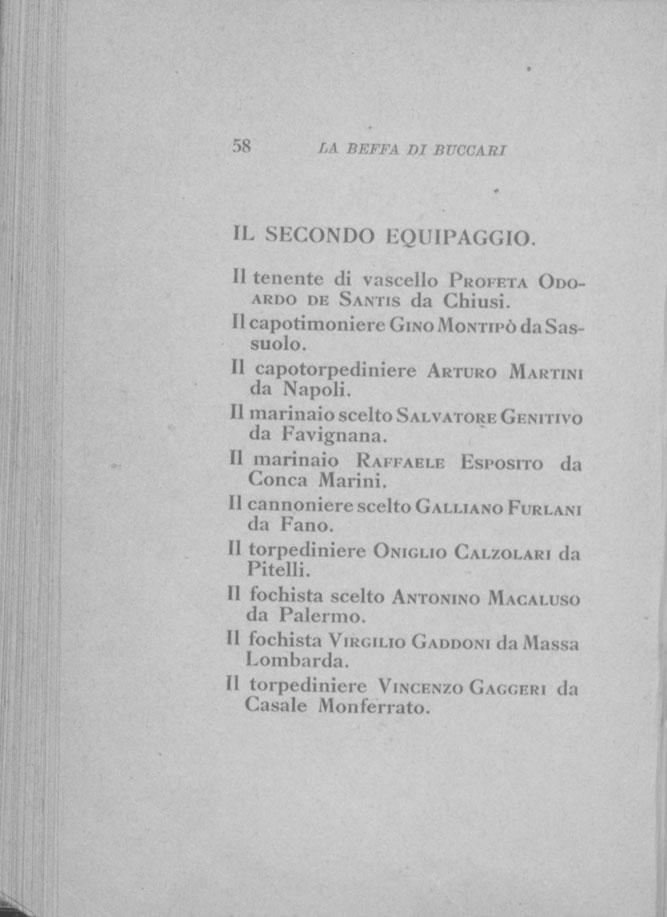 58 LA BEFFA DI BUCCARI
IL SECONDO EQUIPAGGIO.
Il tenente di vascello PROFETA ODO-
ARDO DE SANTIS da Chiusi.
Il capotimoniere GINO MONTIPÒ da Sas-
suolo.
Il capotorpediniere ARTURO MARTINI
da Napoli.
Il marinaio scelto SALVATORE GENITIVO
da Favignana.
Il marinaio RAFFAELE ESPOSITO da
Conca Marini.
Il cannoniere scelto GALLIANO FURLANI
da Fano.
Il torpediniere ONIGLIO CALZOLARI da
Pitelli.
Il fochista scelto ANTONINO MACALUSO
da Palermo.
Il fochista VIRGILIO GADDONI da Massa
Lombarda.
Il torpediniere VINCENZO GAGGERI da
Casale Monferrato.